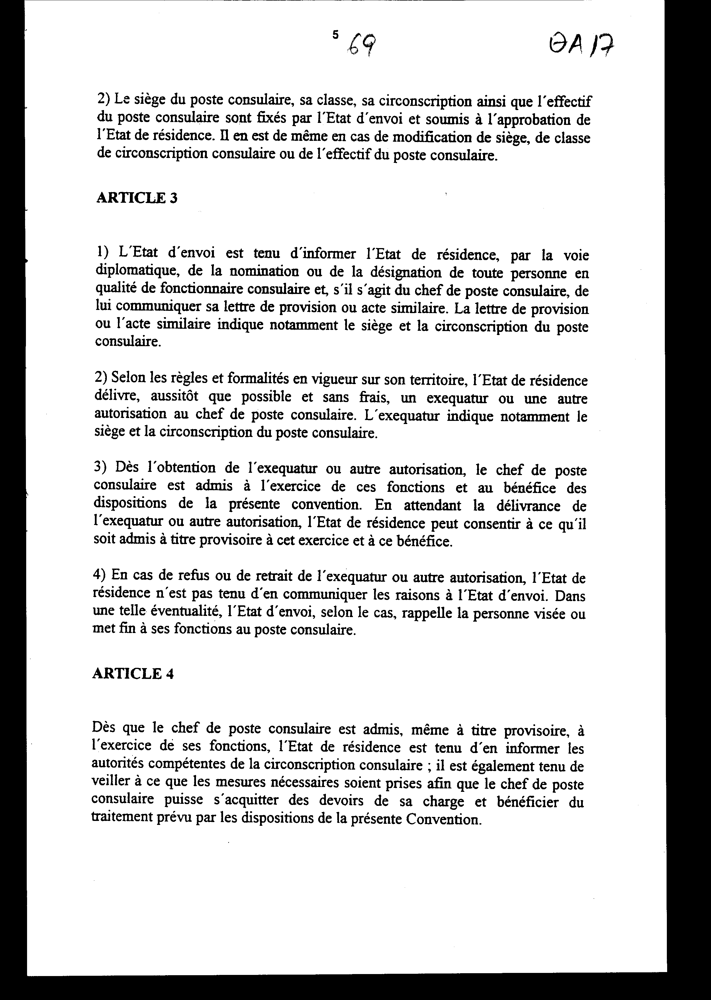 5 69 ΘA 17
2) Le siège du poste consulaire, sa classe, sa circonscription ainsi que l´effectif
du poste consulaire sont fixés par l´Etat d´envoi et soumis à l´approbation de
l´Etat de résidence. Il en est de même en cas de modification de siège, de classe
de circonscription consulaire ou de l´effectif du poste consulaire.
ARTICLE 3
1) L´Etat d´envoi est tenu d´informer l´Etat de résidence, par la voie
diplomatique, de la nomination ou de la désignation de toute personne en
qualité de fonctionnaire consulaire et, s´il s´agit du chef de poste consulaire, de
lui communiquer sa lettre de provision ou acte similaire. La lettre de provision
ou l´acte similaire indique notamment le siège et la circonscription du poste
consulaire.
2) Selon les règles et formalités en vigueur sur son territoire, l´Etat de résidence
délivre, aussitôt que possible et sans frais, un exequatur ou une autre
autorisation au chef de poste consulaire. L´exequatur indique notamment le
siège et la circonscription du poste consulaire.
3) Dès l´obtention de l´exequatur ou autre autorisation, le chef de poste
consulaire est admis à l´exercice de ces fonctions et au bénéfice des
dispositions de la présente convention. En attendant la délivrance de
l´exequatur ou autre autorisation, l´Etat de résidence peut consentir à ce qu´il
soit admis à titre provisoire à cet exercice et à ce bénéfice.
4) En cas de refus ou de retrait de l´exequatur ou autre autorisation, l´Etat de
résidence n´est pas tenu d´en communiquer les raisons à l´Etat d´envoi. Dans
une telle éventualité, l´Etat d´envoi, selon le cas, rappelle la personne visée ou
met fin à ses fonctions au poste consulaire.
ARTICLE 4
Dès que le chef de poste consulaire est admis, même à titre provisoire, à
l´exercice de ses fonctions, l´Etat de résidence est tenu d´en informer les
autorités compétentes de la circonscription consulaire ; il est également tenu de
veiller à ce que les mesures nécessaires soient prises afin que le chef de poste
consulaire puisse s´acquitter des devoirs de sa charge et bénéficier du
traitement prévu par les dispositions de la présente Convention.